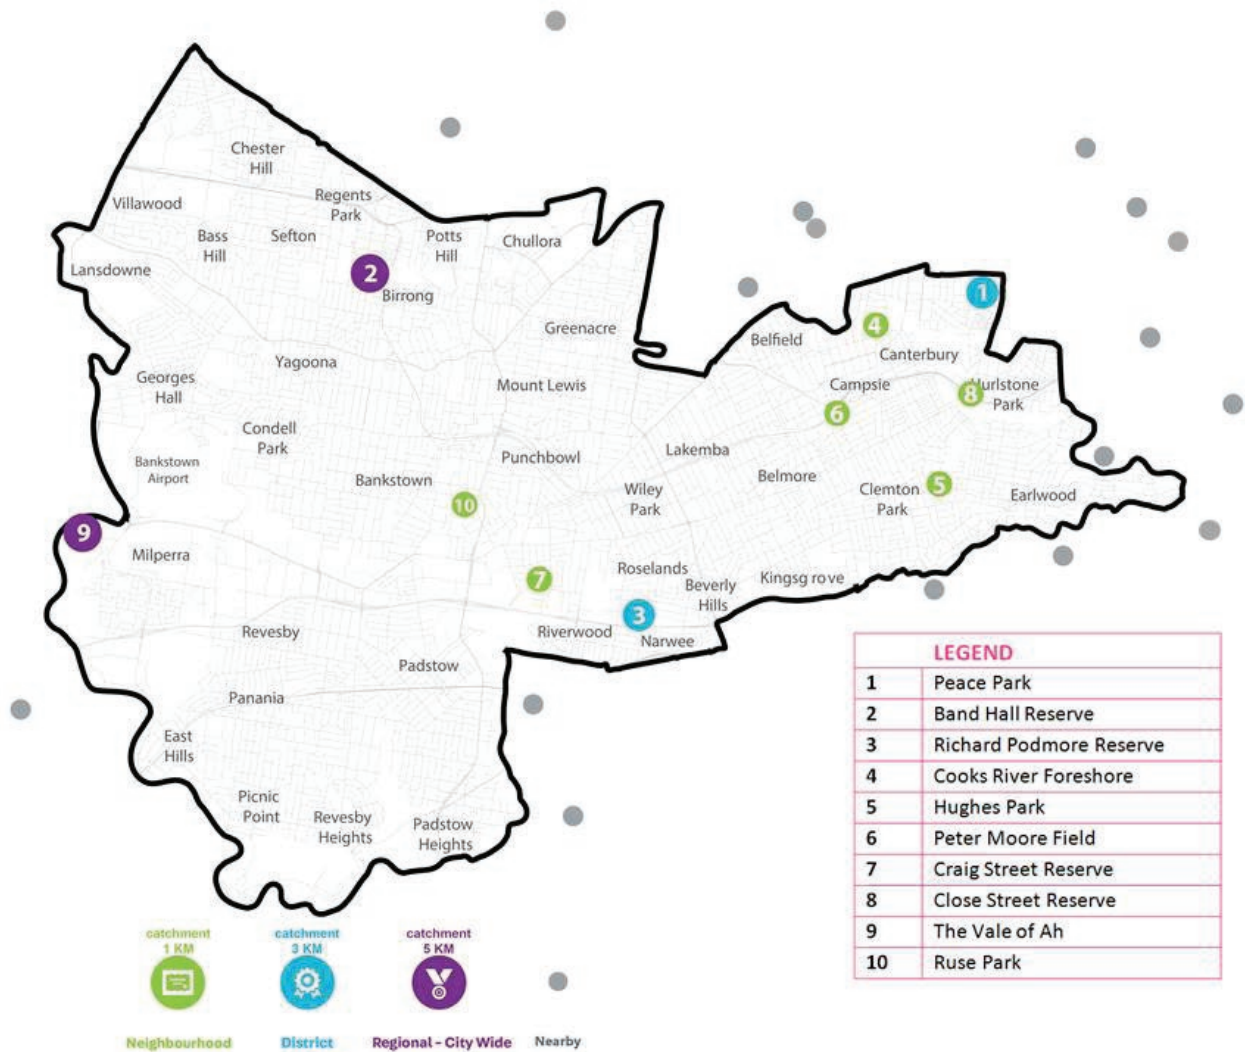 Chester
Hill
Villawood
Regents
Park
Bass
Hill
Sefton
Potts
Hill
Chullora
Lansdowne
2
Birrong
1
Greenacre
4
Belfield
Canterbury
Yagoona
Georges
Hall
Mount Lewis
Campsie
Hurlstone
Park
8
6
Condell
Park
Bankstown
Airport
Punchbowl
Lakemba
Bankstown
Belmore
Wiley
Park
Clemton
Park
5
Earlwood
10
9
Milperra
7
Roselands
Beverly
Hills
Kingsg rove
3
Revesby
Riverwood
Narwee
Padstow
Panania
East
Hills
Picnic
Point
Revesby
Heights
Padstow
Heights
LEGEND
1 Peace Park
2 Band Hall Reserve
3 Richard Podmore Reserve
4 Cooks River Foreshore
5 Hughes Park
6 Peter Moore Field
7 Craig Street Reserve
8 Close Street Reserve
9 The Vale of Ah
10 Ruse Park
catchment
1 KM
catchment
3 KM
catchment
5 KM
Neighbourhood
District
Regional - City Wide
Nearby